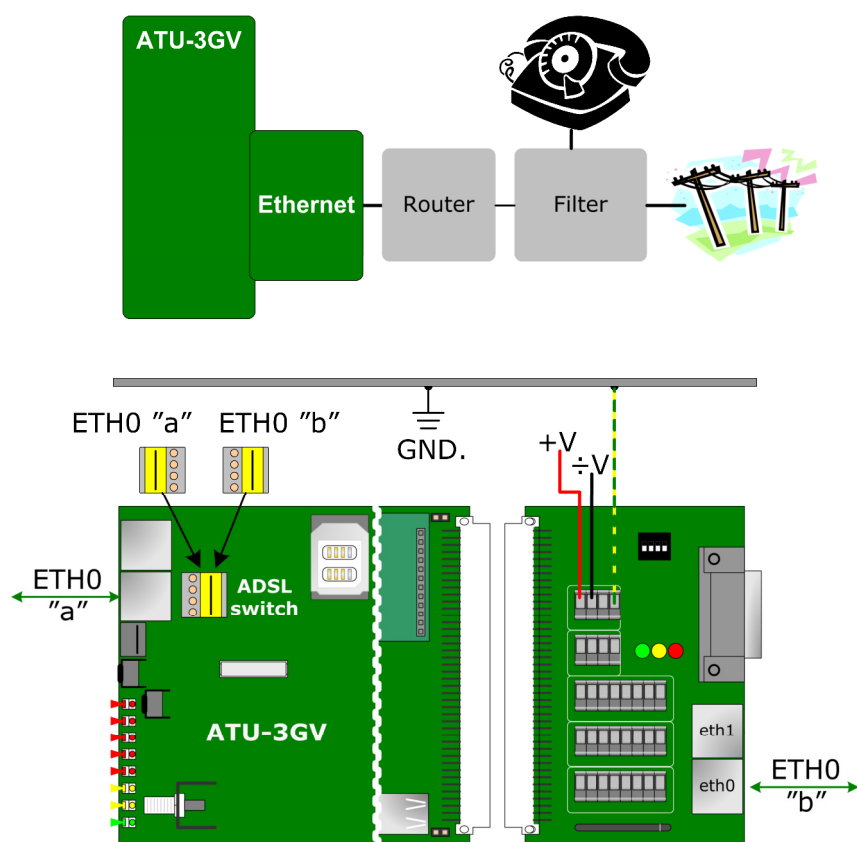 ATU-3GV
Ethernet
Router
Filter
ETH0 ”a”
ETH0 ”b”
GND.
+V
÷V
ETH0
”a”
ADSL
switch
ATU-3GV
eth1
eth0
ETH0
”b”